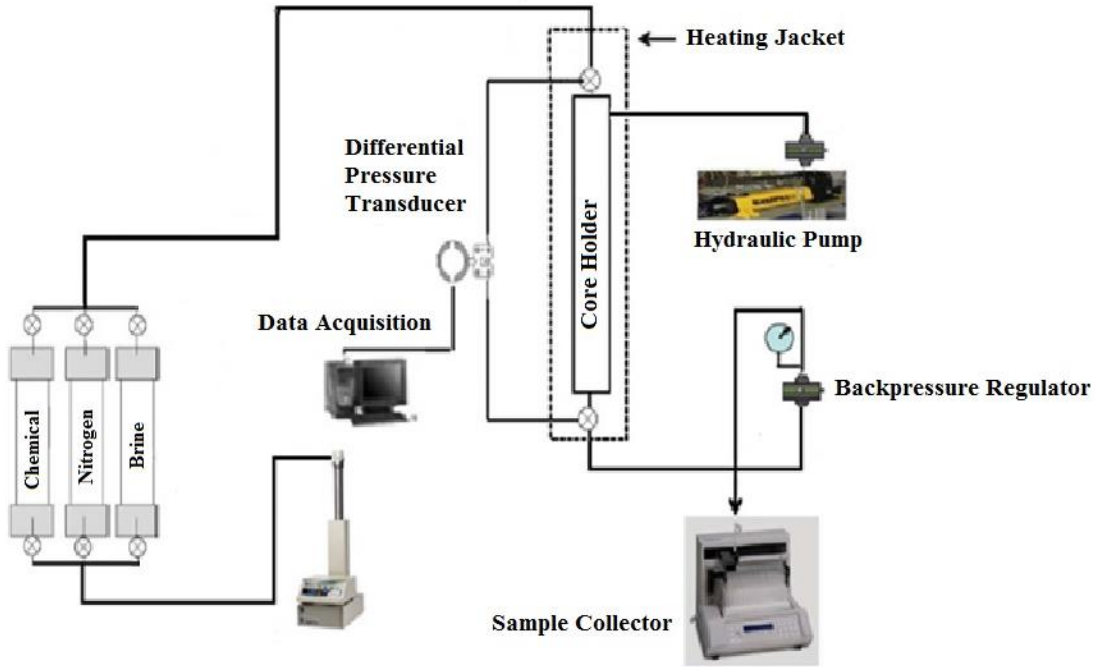 Heating Jacket
Differential
Pressure
Transducer
Core Holder
Hydraulic Pump
Data Acquisition
Backpressure Regulator
Chemical
Nitrogen
Brine
Sample Collector